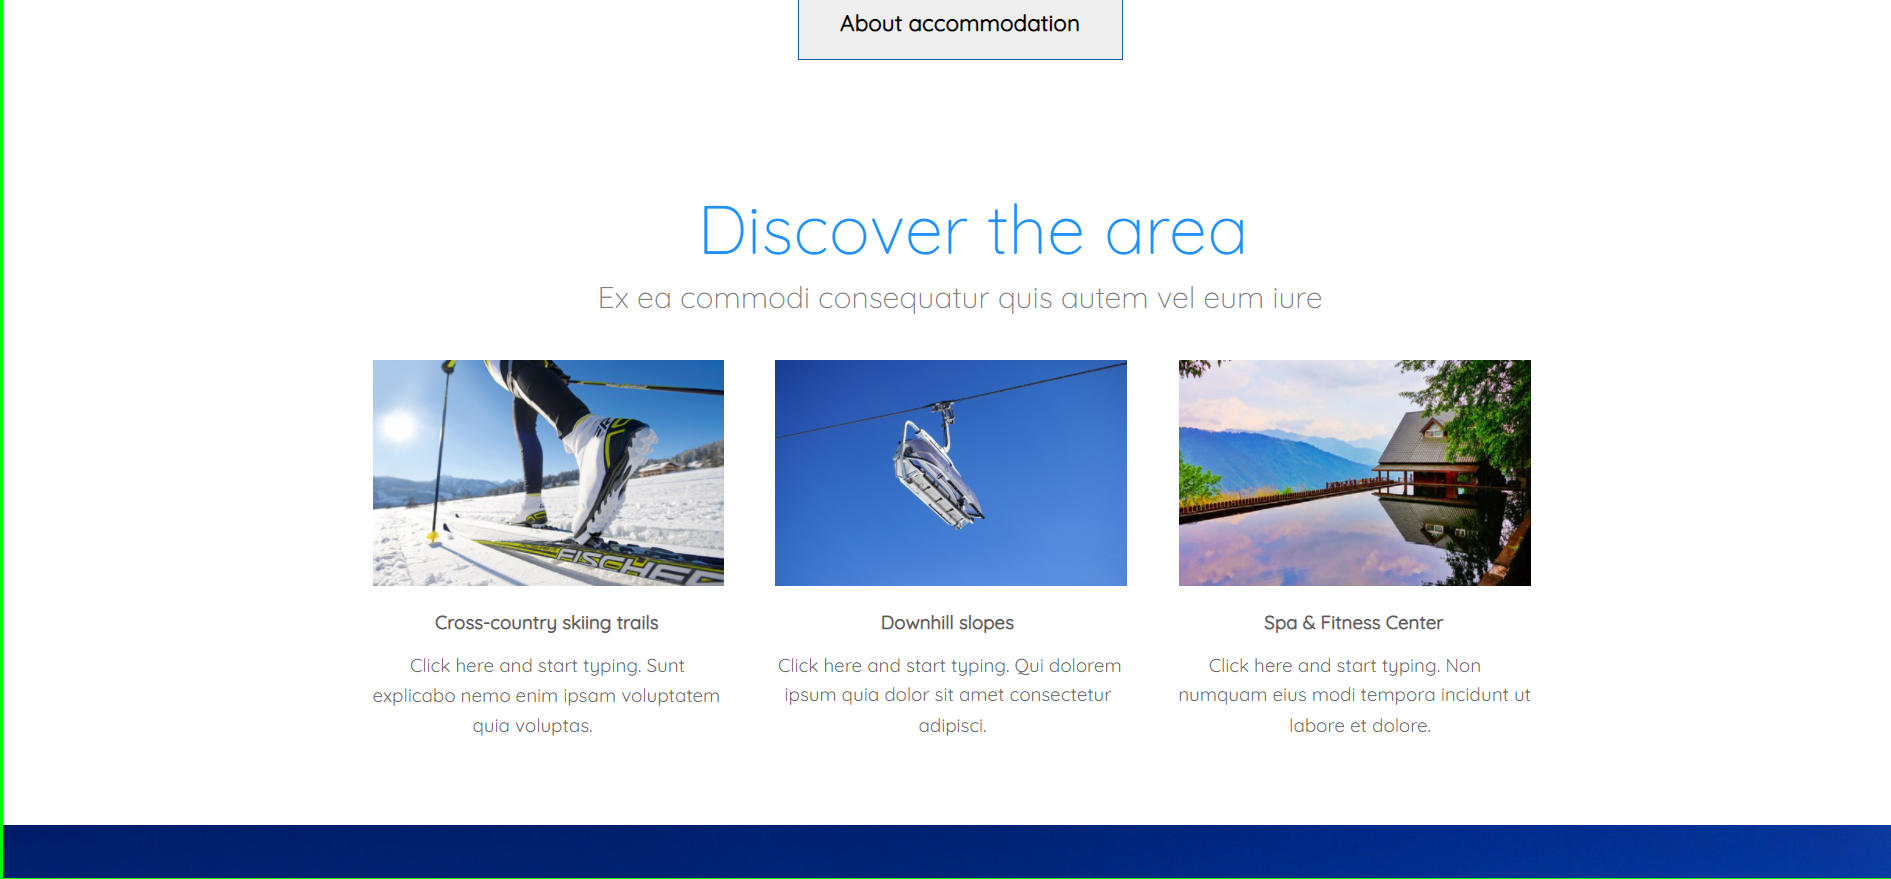 About accommodation
Discover the area
Ex ea commodi consequatur quis autem vel eum iure
FISCHER
Cross-country skiing trails
Click here and start typing. Sunt
explicabo nemo enim ipsam voluptatem
quia voluptas.
Downhill slopes
Click here and start typing. Qui dolorem
ipsum quia dolor sit amet consectetur
adipisci.
Spa & Fitness Center
Click here and start typing. Non
numquam eius modi tempora incidunt ut
labore et dolore.